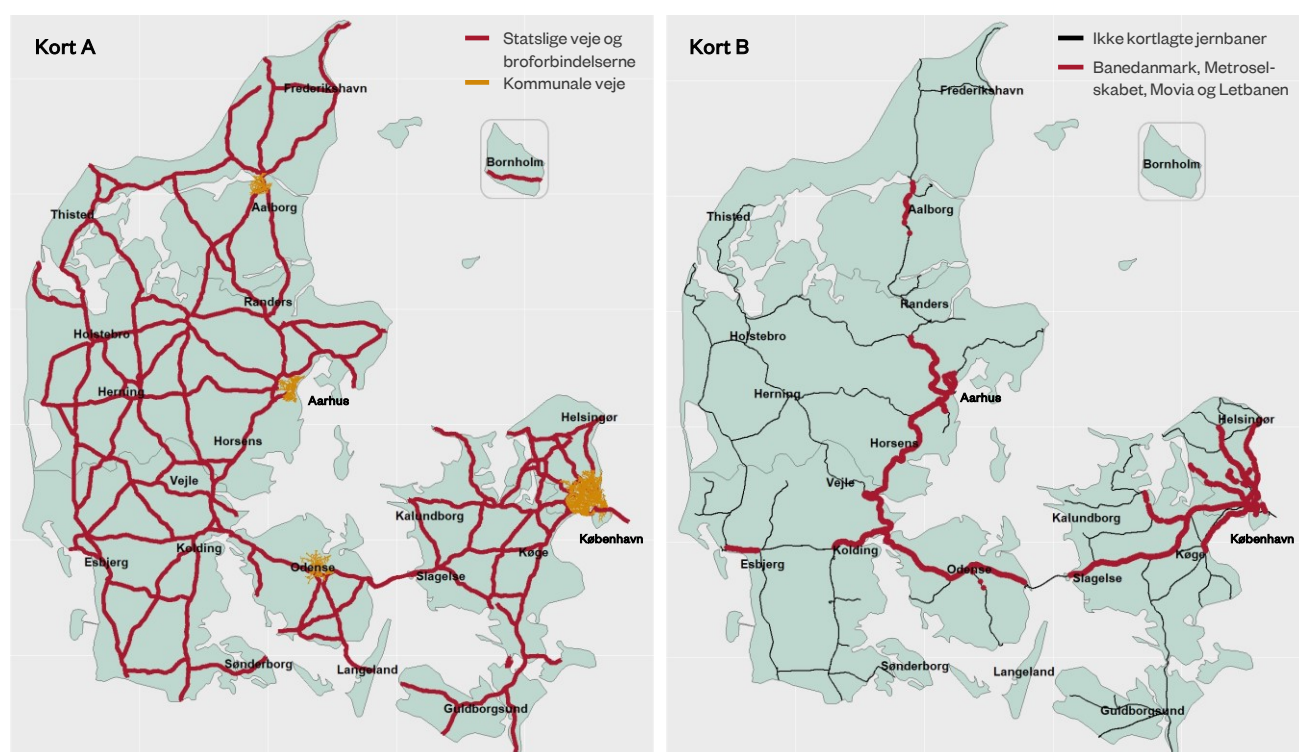 Kort A
Statslige veje og
broforbindelserne
Kommunale veje
Frederikshavn
Bornholm
Thisted
Aalborg
Randers
Holstebro
Herning
Aarhus
Helsingør
Horsens
Vejle
Kalundborg
København
Kolding
Køge
Esbjerg
Odense
Slagelse
Sønderborg
Langeland
Guldborgsund
Kort B
Ikke kortlagte jernbaner
Banedanmark, Metrosel-
skabet, Movia og Letbanen
Frederikshavn
Bornholm
Thisted
Aalborg
Randers
Holstebro
Herning
Aarhus
Helsingør
Horsens
Vejle
Kalundborg
København
Kolding
Køge
Esbjerg
Odense
Slagelse
Sønderborg
Langeland
Guldborgsund